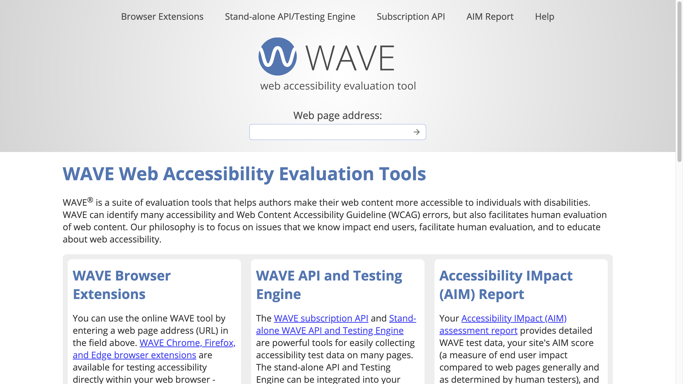 Browser Extensions Stand-alone API/Testing Engine Subscription API AIM Report Help
WAVE
web accessibility evaluation tool
Web page address:
WAVE Web Accessibility Evaluation Tools
WAVE® is a suite of evaluation tools that helps authors make their web content more accessible to individuals with disabilities.
WAVE can identify many accessibility and Web Content Accessibility Guideline (WCAG) errors, but also facilitates human evaluation
of web content. Our philosophy is to focus on issues that we know impact end users, facilitate human evaluation, and to educate
about web accessibility.
WAVE Browser
Extensions
You can use the online WAVE tool by
entering a web page address (URL) in
the field above. WAVE Chrome, Firefox,
and Edge browser extensions are
available for testing accessibility
directly within your web browser -
WAVE API and Testing
Engine
The WAVE subscription API and Stand-
alone WAVE API and Testing Engine
are powerful tools for easily collecting
accessibility test data on many pages.
The stand-alone API and Testing
Engine can be integrated into your
Accessibility IMpact
(AIM) Report
Your Accessibility IMpact (AIM)
assessment report provides detailed
WAVE test data, your site's AIM score
(a measure of end user impact
compared to web pages generally and
as determined by human testers), and